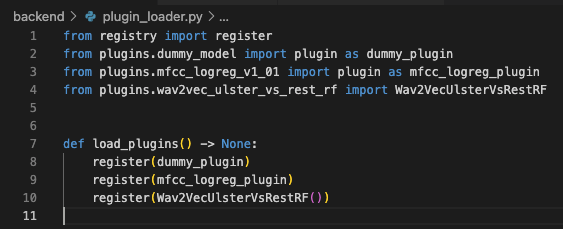 backend > plugin_loader.py > ...
1 from registry import register
2 from plugins.dummy_model import plugin as dummy_plugin
3 from plugins.mfcc_logreg_v1_01 import plugin as mfcc_logreg_plugin
4 from plugins.wav2vec_ulster_vs_rest_rf import Wav2VecUlsterVsRestRF
5
6
7 def load_plugins() -> None:
8     register(dummy_plugin)
9     register(mfcc_logreg_plugin)
10     register(Wav2VecUlsterVsRestRF())
11